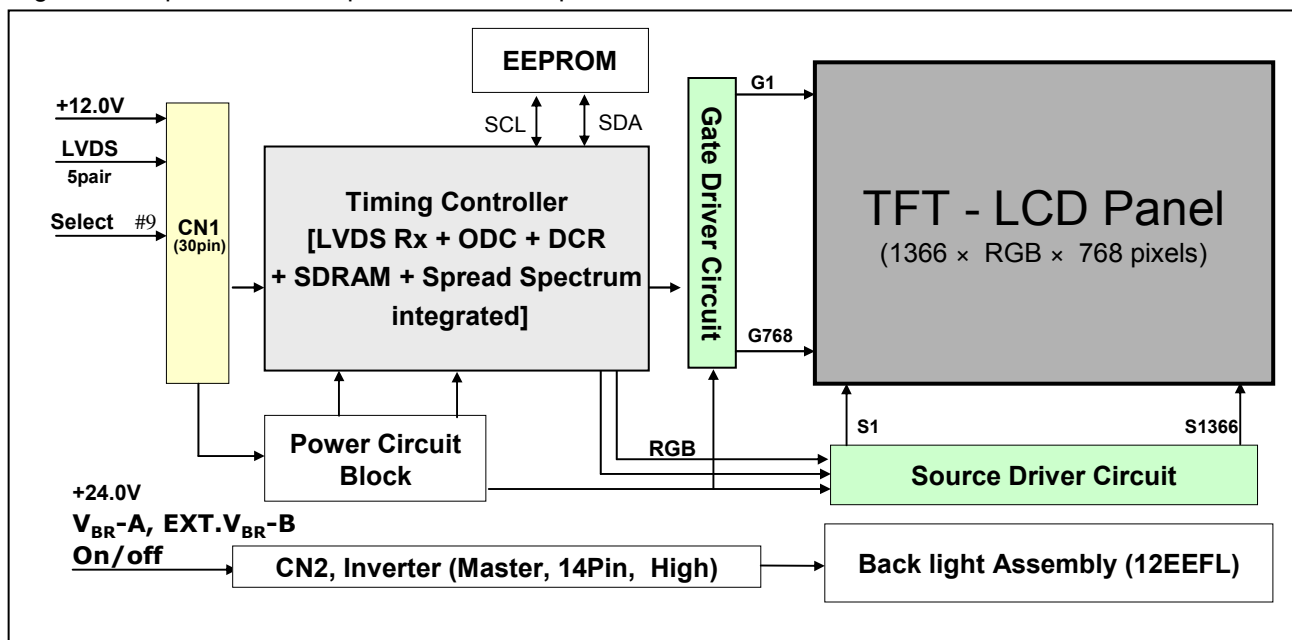 EEPROM
SCL
SDA
+12.0V
LVDS
5pair
Select #9
CN1
(30pin)
Timing Controller
[LVDS Rx + ODC + DCR
+ SDRAM + Spread Spectrum
integrated]
Gate Driver Circuit
G1
G768
TFT - LCD Panel
(1366 × RGB × 768 pixels)
S1
S1366
Power Circuit
Block
RGB
Source Driver Circuit
+24.0V
VBR-A, EXT.VBR-B
On/off
CN2, Inverter (Master, 14Pin, High)
Back light Assembly (12EEFL)